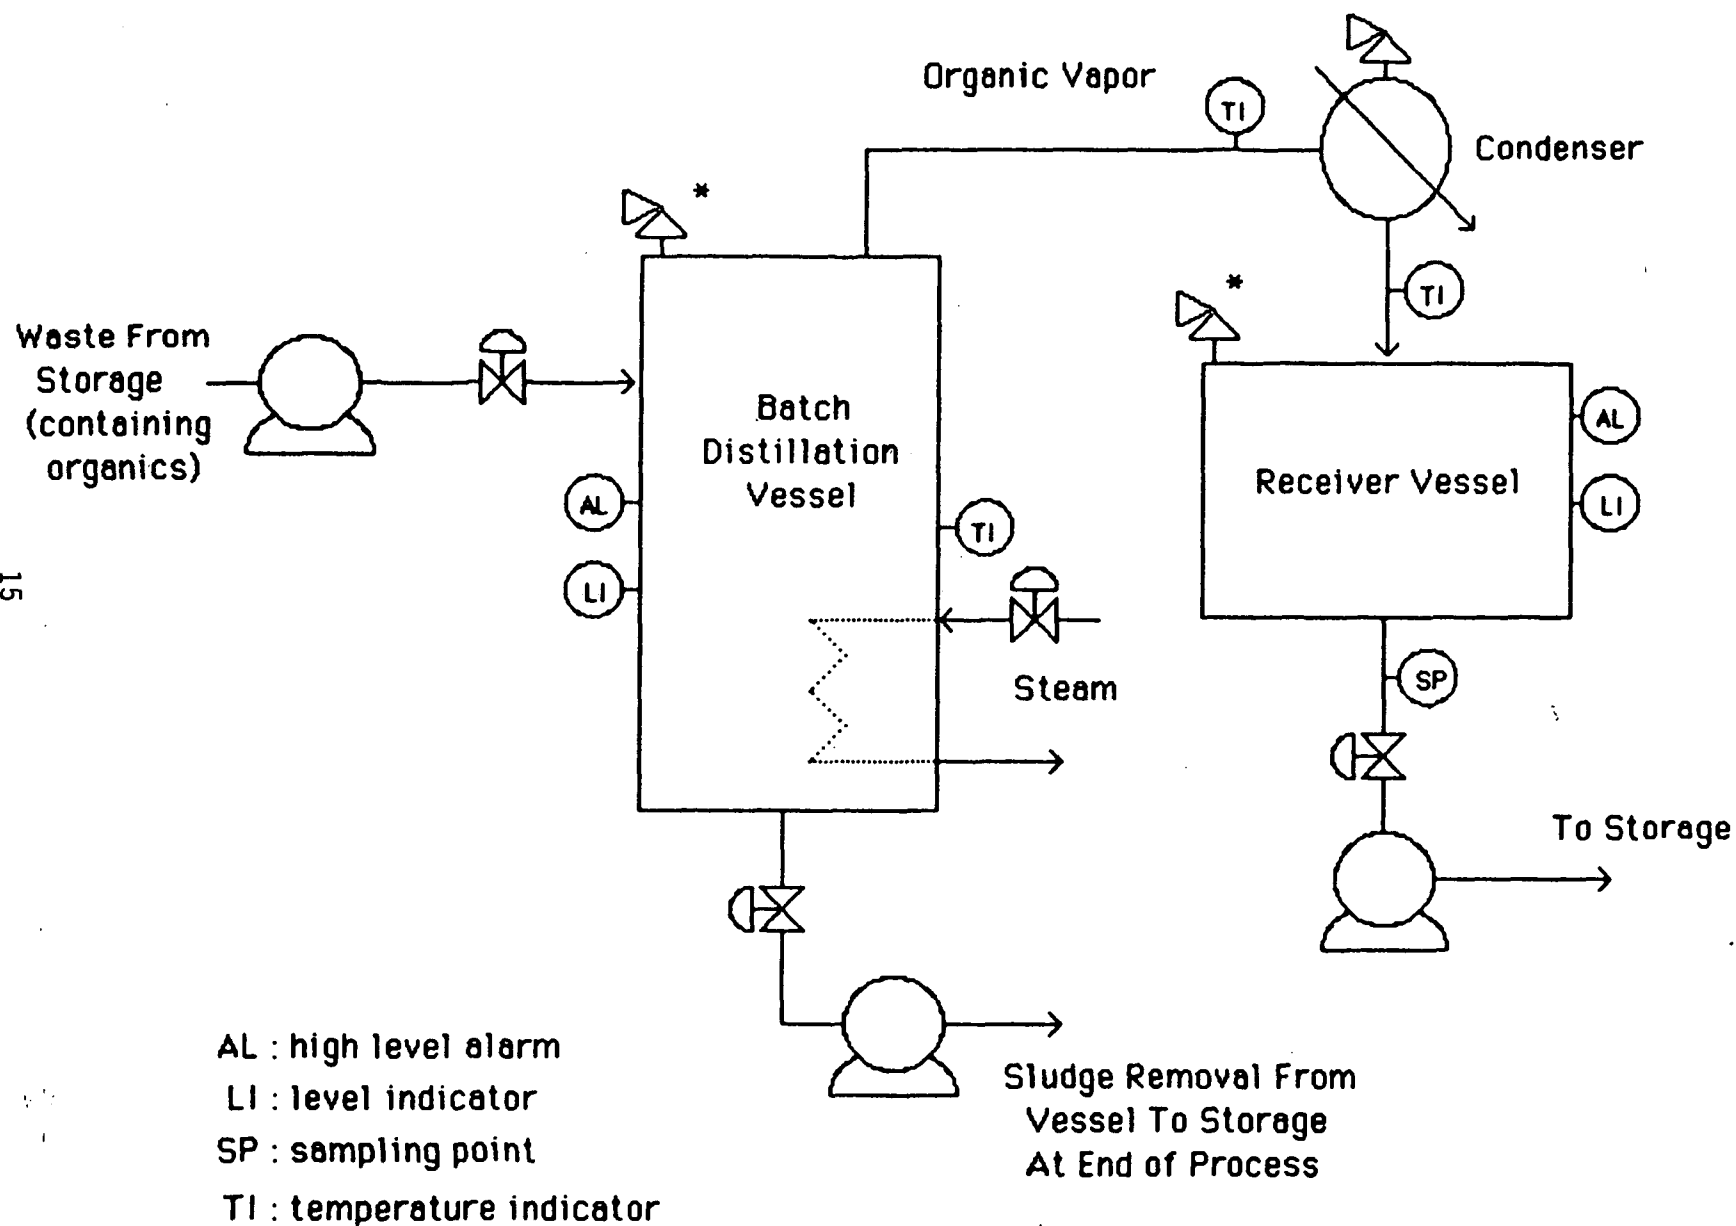 Organic Vapor
TI
Condenser
*
TI
*
Waste From
Storage
(containing
organics)
Batch
Distillation
Vessel
AL
TI
LI
Steam
Receiver Vessel
AL
LI
SP
To Storage
15
Sludge Removal From
Vessel To Storage
At End of Process
AL : high level alarm
LI : level indicator
SP : sampling point
TI : temperature indicator